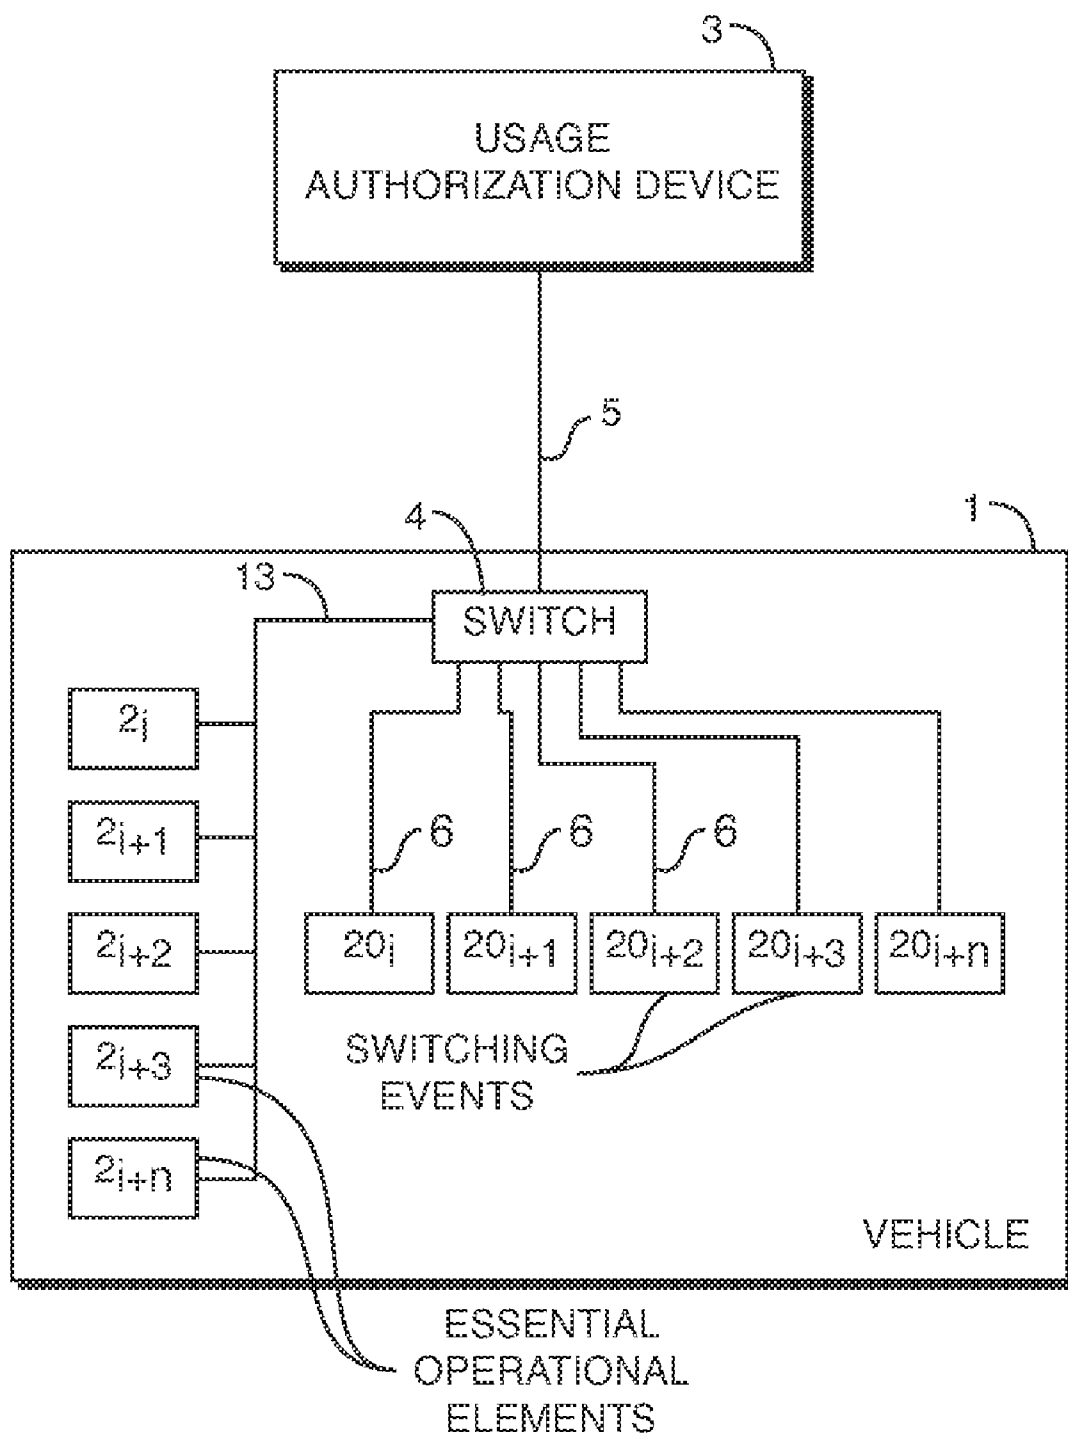 3
USAGE
AUTHORIZATION DEVICE
5
4
1
13
SWITCH
2i
2i+1
2i+2
2i+3
2i+n
6
6
6
20i
20i+1
20i+2
20i+3
20i+n
SWITCHING
EVENTS
VEHICLE
ESSENTIAL
OPERATIONAL
ELEMENTS